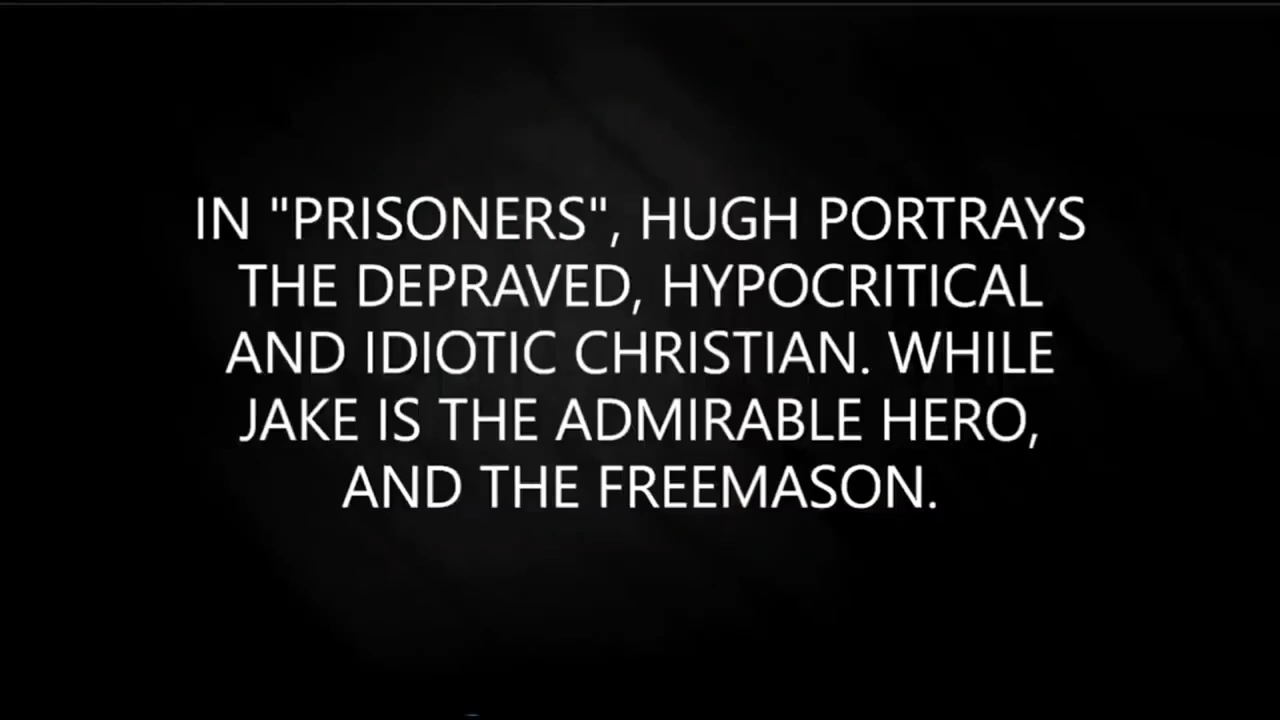 IN "PRISONERS", HUGH PORTRAYS
THE DEPRAVED, HYPOCRITICAL
AND IDIOTIC CHRISTIAN. WHILE
JAKE IS THE ADMIRABLE HERO,
AND THE FREEMASON.